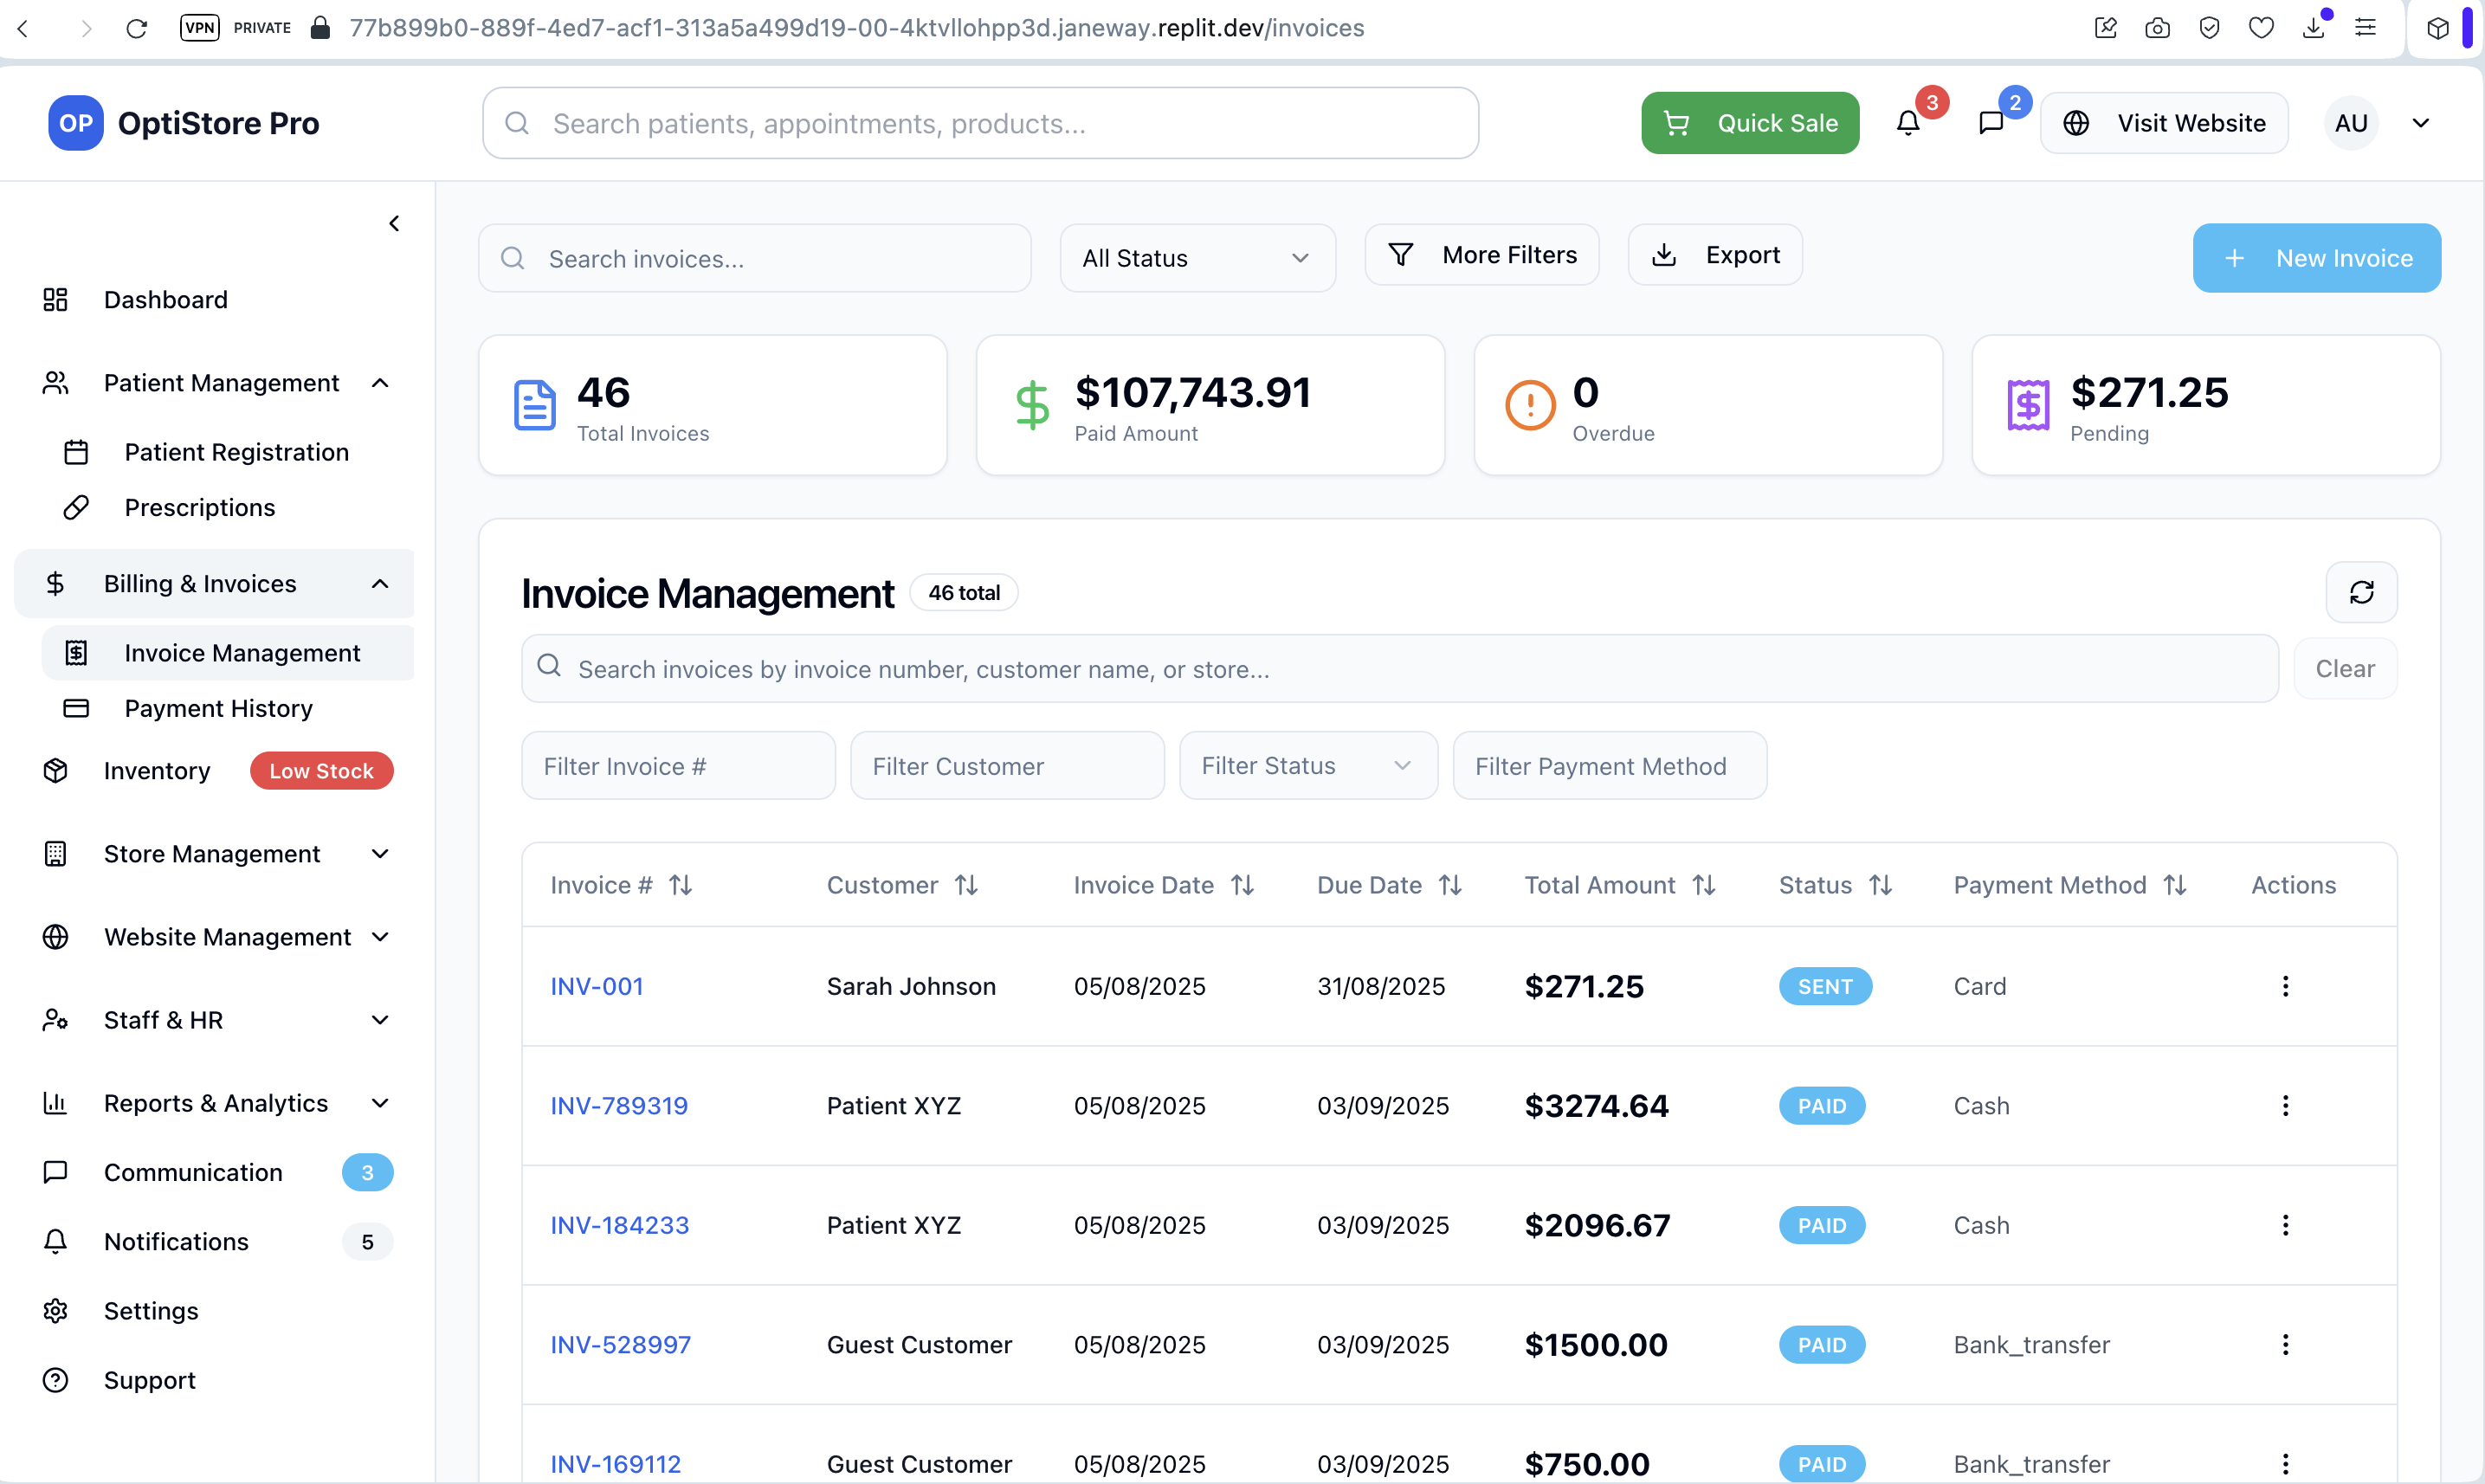 VPN PRIVATE 77b899b0-889f-4ed7-acf1-313a5a499d19-00-4ktvllohpp3d.janeway.replit.dev/invoices
OP OptiStore Pro
Search patients, appointments, products...
Quick Sale
3
2
Visit Website
AU
Dashboard
Patient Management
Patient Registration
Prescriptions
Billing & Invoices
Invoice Management
Payment History
Inventory Low Stock
Store Management
Website Management
Staff & HR
Reports & Analytics
Communication 3
Notifications 5
Settings
Support
Search invoices...
All Status
More Filters
Export
+ New Invoice
46
Total Invoices
$107,743.91
Paid Amount
0
Overdue
$271.25
Pending
Invoice Management 46 total
Search invoices by invoice number, customer name, or store...
Clear
Filter Invoice # Filter Customer Filter Status Filter Payment Method
Invoice # Customer Invoice Date Due Date Total Amount Status Payment Method Actions
INV-001 Sarah Johnson 05/08/2025 31/08/2025 $271.25 SENT Card
INV-789319 Patient XYZ 05/08/2025 03/09/2025 $3274.64 PAID Cash
INV-184233 Patient XYZ 05/08/2025 03/09/2025 $2096.67 PAID Cash
INV-528997 Guest Customer 05/08/2025 03/09/2025 $1500.00 PAID Bank_transfer
INV-169112 Guest Customer 05/08/2025 03/09/2025 $750.00 PAID Bank_transfer